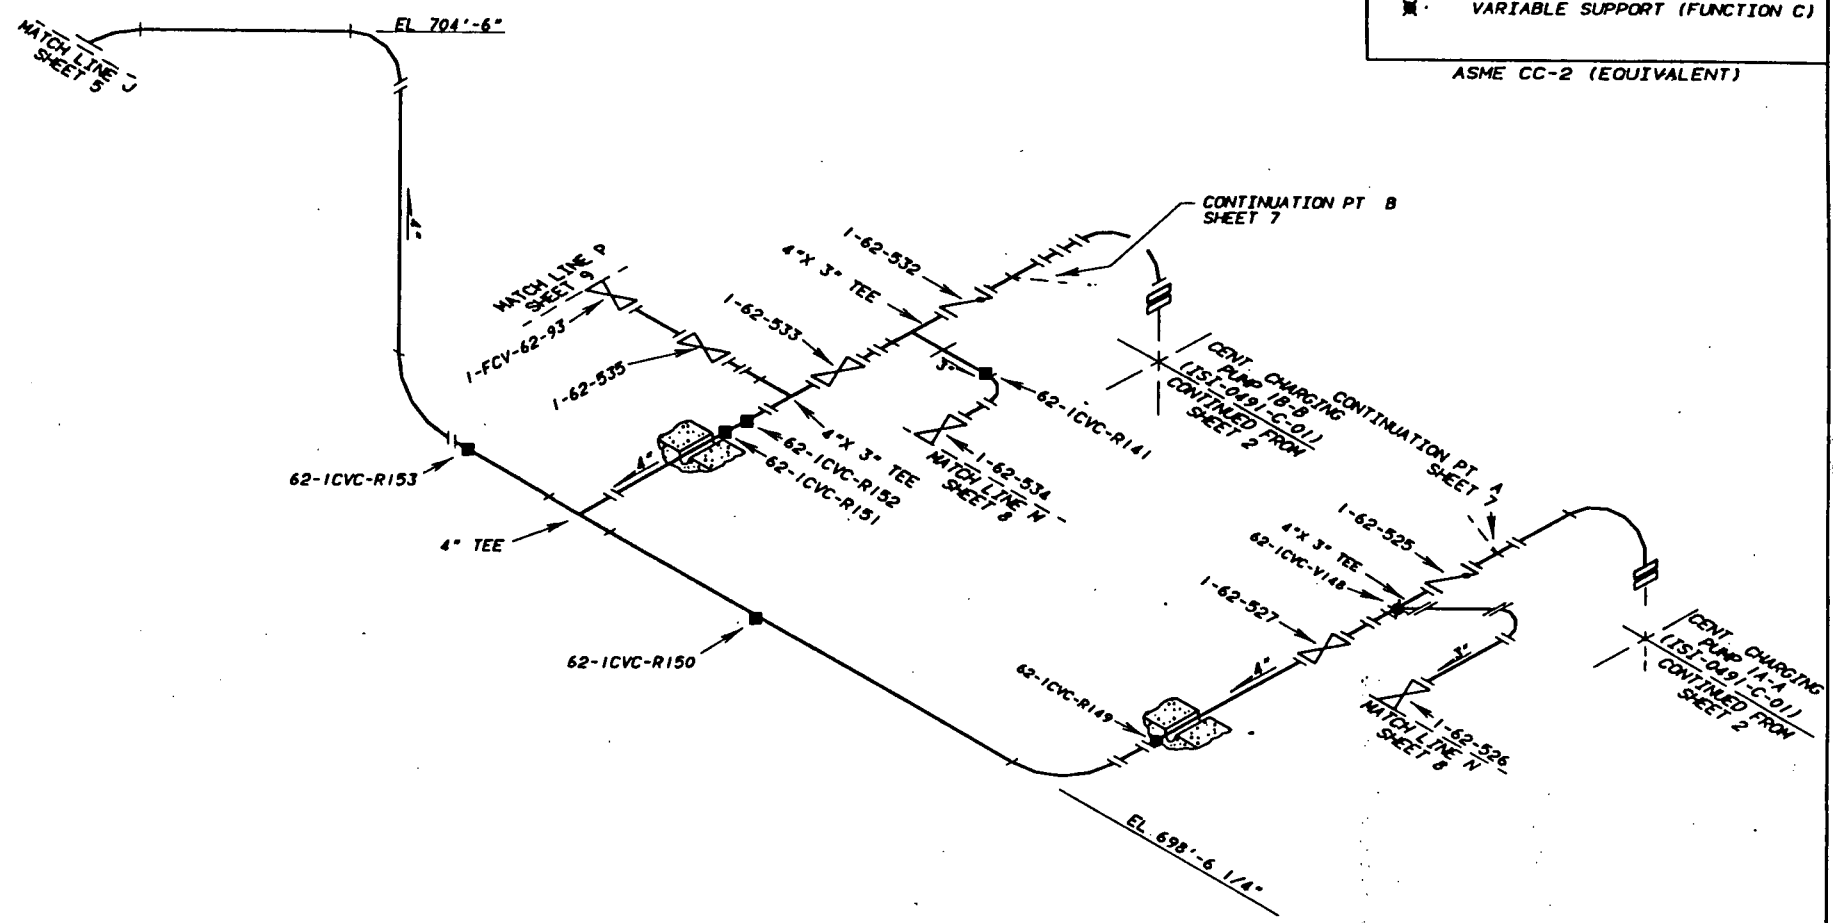 VARIABLE SUPPORT (FUNCTION C)
ASME CC-2 (EQUIVALENT)
EL 704'-6"
MATCH LINE J
SHEET 5
4"
CONTINUATION PT B
SHEET 7
1-62-532
4"X 3" TEE
MATCH LINE P
SHEET 9
1-62-533
1-FCV-62-93
1-62-535
3"
CENT. CHARGING
PUMP 1B-B
(ISI-0491-C-01)
CONTINUED FROM
SHEET 2
62-1CVC-R141
4"X 3" TEE
62-1CVC-R152
62-1CVC-R151
1-62-534
MATCH LINE M
SHEET 8
4"
62-1CVC-R153
4" TEE
CONTINUATION PT A
SHEET 7
1-62-525
4"X 3" TEE
62-1CVC-V148
1-62-527
62-1CVC-R150
62-1CVC-R149
4"
3"
CENT. CHARGING
PUMP 1A-A
(ISI-0491-C-01)
CONTINUED FROM
SHEET 2
1-62-526
MATCH LINE N
SHEET 8
EL 698'-6 1/4"